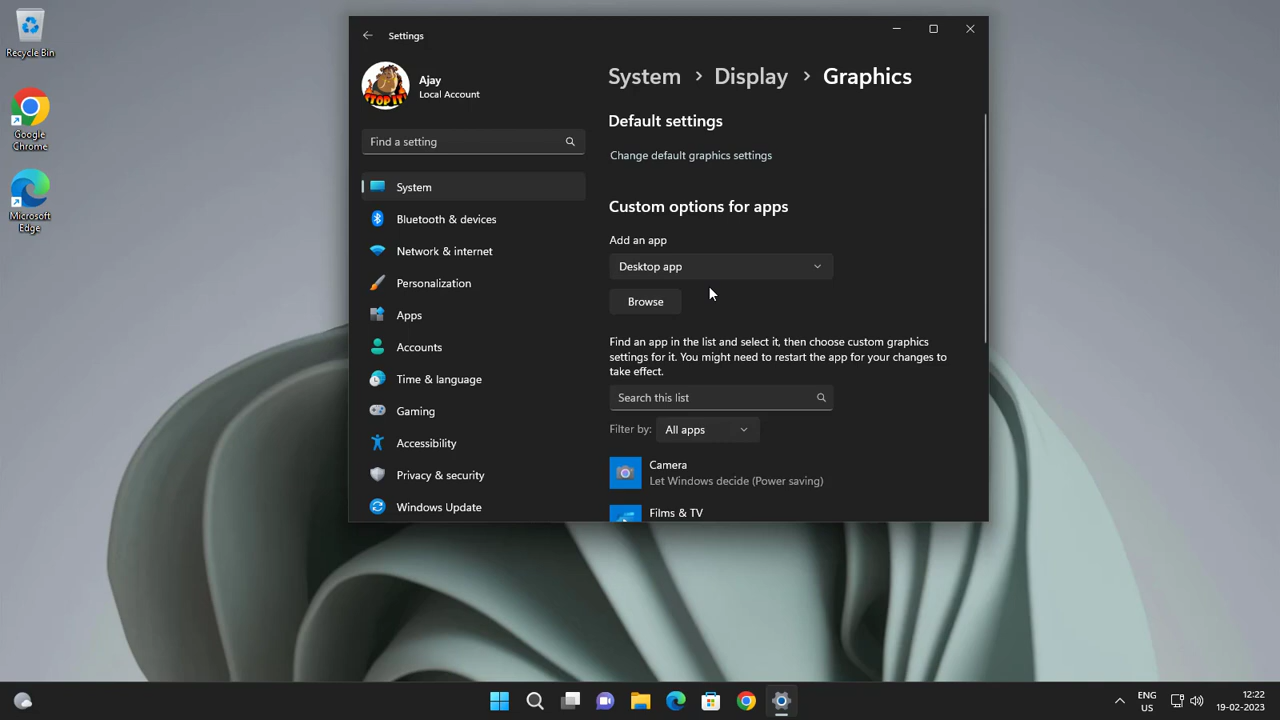 Recycle Bin
Google
Chrome
Microsoft
Edge
Settings
Ajay
Local Account
Find a setting
System
Bluetooth & devices
Network & internet
Personalization
Apps
Accounts
Time & language
Gaming
Accessibility
Privacy & security
Windows Update
System > Display > Graphics
Default settings
Change default graphics settings
Custom options for apps
Add an app
Desktop app
Browse
Find an app in the list and select it, then choose custom graphics
settings for it. You might need to restart the app for your changes to
take effect.
Search this list
Filter by: All apps
Camera
Let Windows decide (Power saving)
Films & TV
ENG
US
12:22
19-02-2023